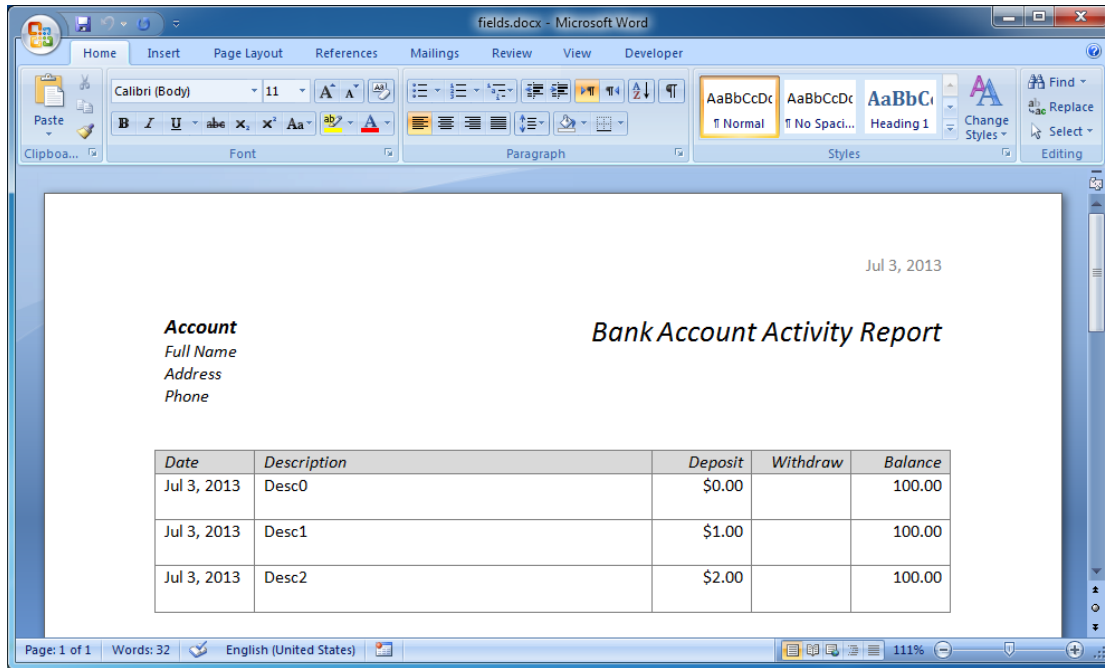 fields.docx - Microsoft Word
Home Insert Page Layout References Mailings Review View Developer
Paste
Calibri (Body) 11
AaBbCcDc AaBbCcDc AaBbC
¶ Normal ¶ No Spaci... Heading 1
Change Styles
Find
Replace
Select
Clipboa... Font Paragraph Styles Editing
Jul 3, 2013
Account
Bank Account Activity Report
Full Name
Address
Phone
Date Description Deposit Withdraw Balance
Jul 3, 2013 Desc0 $0.00 100.00
Jul 3, 2013 Desc1 $1.00 100.00
Jul 3, 2013 Desc2 $2.00 100.00
Page: 1 of 1 Words: 32 English (United States) 111%